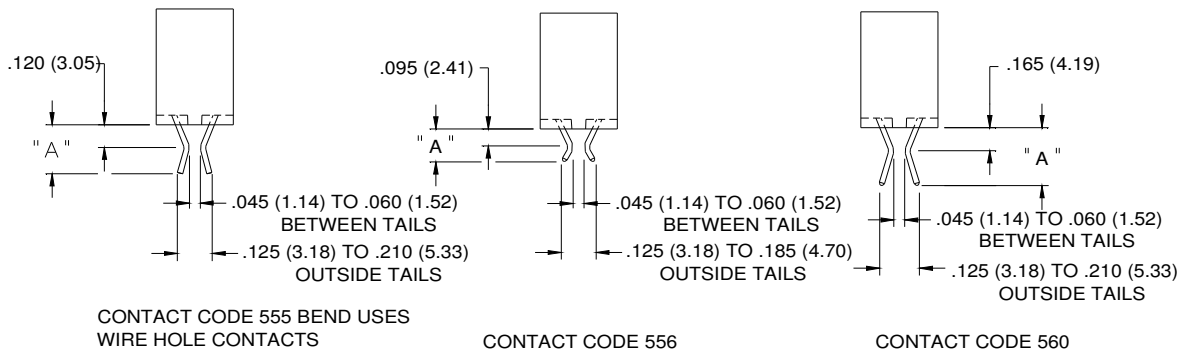 .120 (3.05)
"A"
.045 (1.14) TO .060 (1.52)
BETWEEN TAILS
.125 (3.18) TO .210 (5.33)
OUTSIDE TAILS
CONTACT CODE 555 BEND USES
WIRE HOLE CONTACTS
.095 (2.41)
"A"
.045 (1.14) TO .060 (1.52)
BETWEEN TAILS
.125 (3.18) TO .185 (4.70)
OUTSIDE TAILS
CONTACT CODE 556
.165 (4.19)
"A"
.045 (1.14) TO .060 (1.52)
BETWEEN TAILS
.125 (3.18) TO .210 (5.33)
OUTSIDE TAILS
CONTACT CODE 560